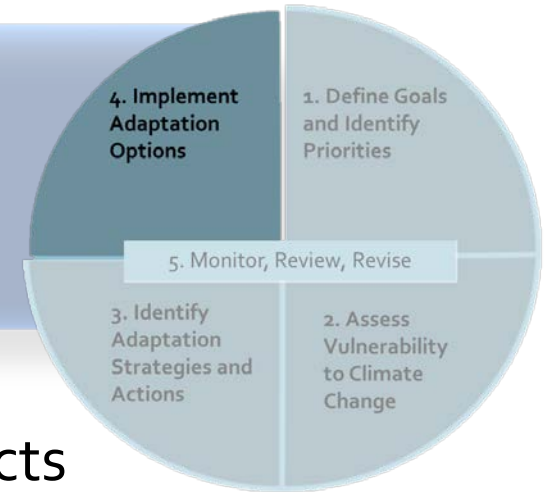 4. Implement
Adaptation
Options
1. Define Goals
and Identify
Priorities
5. Monitor, Review, Revise
3. Identify
Adaptation
Strategies and
Actions
2. Assess
Vulnerability
to Climate
Change
cts